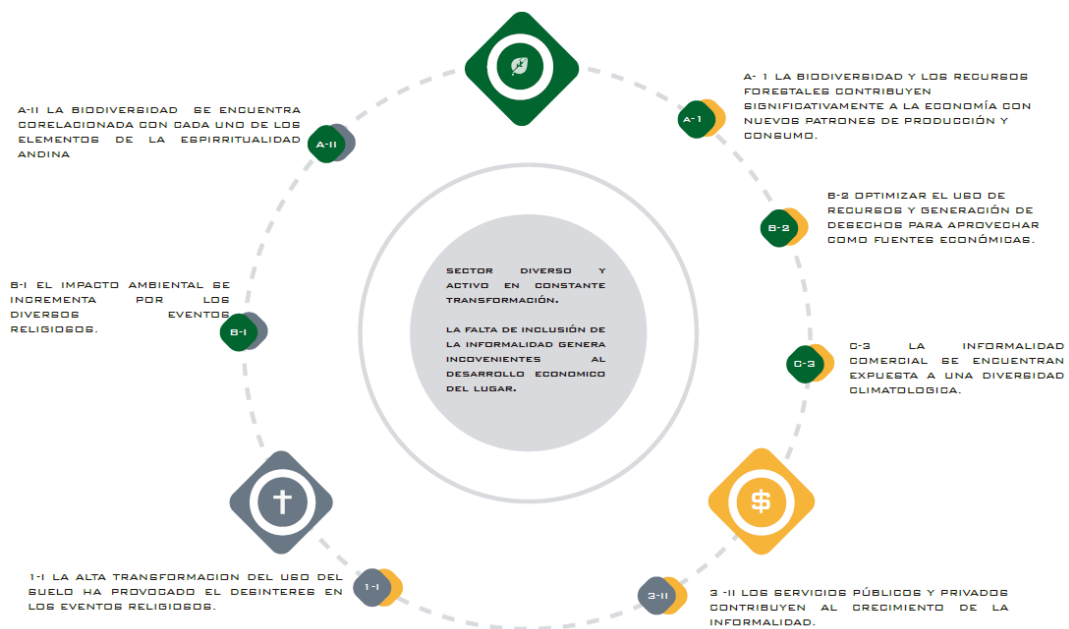 A-II LA BIODIVERSIDAD SE ENCUENTRA
CORELACIONADA CON CADA UNO DE LOS
ELEMENTOS DE LA ESPIRRITUALIDAD
ANDINA
A-II
A- 1 LA BIODIVERSIDAD Y LOS RECURSOS
FORESTALES CONTRIBUYEN
SIGNIFICATIVAMENTE A LA ECONOMÍA CON
NUEVOS PATRONES DE PRODUCCIÓN Y
CONSUMO.
A-1
B-2 OPTIMIZAR EL USO DE
RECURSOS Y GENERACIÓN DE
DESECHOS PARA APROVECHAR
COMO FUENTES ECONÓMICAS.
B-2
B-I EL IMPACTO AMBIENTAL SE
INCREMENTA POR LOS
DIVERSOS EVENTOS
RELIGIOSOS.
B-I
SECTOR DIVERSO Y
ACTIVO EN CONSTANTE
TRANSFORMACIÓN.
LA FALTA DE INCLUSIÓN DE
LA INFORMALIDAD GENERA
INCOVENIENTES AL
DESARROLLO ECONOMICO
DEL LUGAR.
C-3 LA INFORMALIDAD
COMERCIAL SE ENCUENTRAN
EXPUESTA A UNA DIVERSIDAD
CLIMATOLOGICA.
C-3
$
1-I LA ALTA TRANSFORMACION DEL USO DEL
SUELO HA PROVOCADO EL DESINTERES EN
LOS EVENTOS RELIGIOSOS.
1-I
3-II
3 -II LOS SERVICIOS PÚBLICOS Y PRIVADOS
CONTRIBUYEN AL CRECIMIENTO DE LA
INFORMALIDAD.